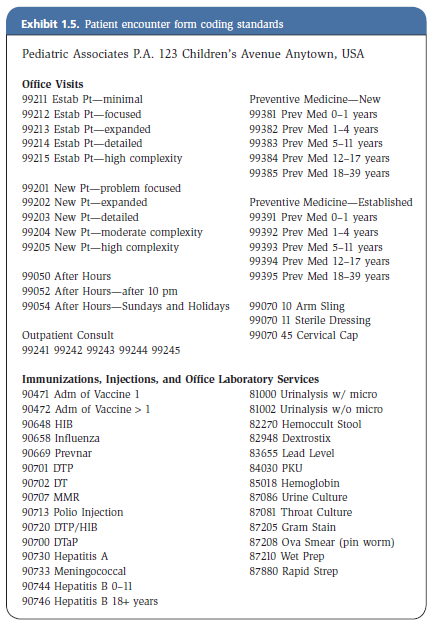 Exhibit 1.5. Patient encounter form coding standards
Pediatric Associates P.A. 123 Children's Avenue Anytown, USA
Office Visits
99211 Estab Pt—minimal
99212 Estab Pt—focused
99213 Estab Pt—expanded
99214 Estab Pt—detailed
99215 Estab Pt—high complexity
99201 New Pt—problem focused
99202 New Pt—expanded
99203 New Pt—detailed
99204 New Pt—moderate complexity
99205 New Pt—high complexity
99050 After Hours
99052 After Hours—after 10 pm
99054 After Hours—Sundays and Holidays
Outpatient Consult
99241 99242 99243 99244 99245
Preventive Medicine—New
99381 Prev Med 0–1 years
99382 Prev Med 1–4 years
99383 Prev Med 5–11 years
99384 Prev Med 12–17 years
99385 Prev Med 18–39 years
Preventive Medicine—Established
99391 Prev Med 0–1 years
99392 Prev Med 1–4 years
99393 Prev Med 5–11 years
99394 Prev Med 12–17 years
99395 Prev Med 18–39 years
99070 10 Arm Sling
99070 11 Sterile Dressing
99070 45 Cervical Cap
Immunizations, Injections, and Office Laboratory Services
90471 Adm of Vaccine 1
90472 Adm of Vaccine > 1
90648 HIB
90658 Influenza
90669 Prevnar
90701 DTP
90702 DT
90707 MMR
90713 Polio Injection
90720 DTP/HIB
90700 DTaP
90730 Hepatitis A
90733 Meningococcal
90744 Hepatitis B 0–11
90746 Hepatitis B 18+ years
81000 Urinalysis w/ micro
81002 Urinalysis w/o micro
82270 Hemoccult Stool
82948 Dextrostix
83655 Lead Level
84030 PKU
85018 Hemoglobin
87086 Urine Culture
87081 Throat Culture
87205 Gram Stain
87208 Ova Smear (pin worm)
87210 Wet Prep
87880 Rapid Strep